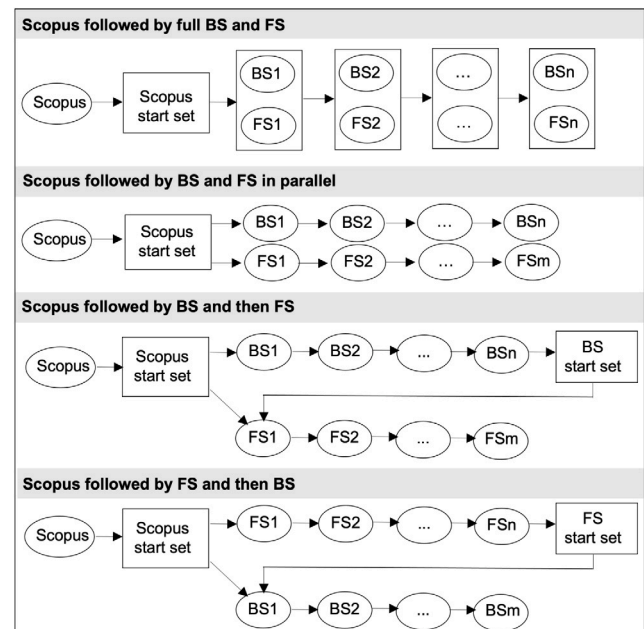 Scopus followed by full BS and FS
BS1 BS2 ... BSn
Scopus Scopus
start set
FS1 FS2 ... FSn
Scopus followed by BS and FS in parallel
BS1 BS2 ... BSn
Scopus Scopus
start set
FS1 FS2 ... FSm
Scopus followed by BS and then FS
Scopus Scopus
start set
BS1 BS2 ... BSn BS
start set
FS1 FS2 ... FSm
Scopus followed by FS and then BS
Scopus Scopus
start set
FS1 FS2 ... FSn FS
start set
BS1 BS2 ... BSm